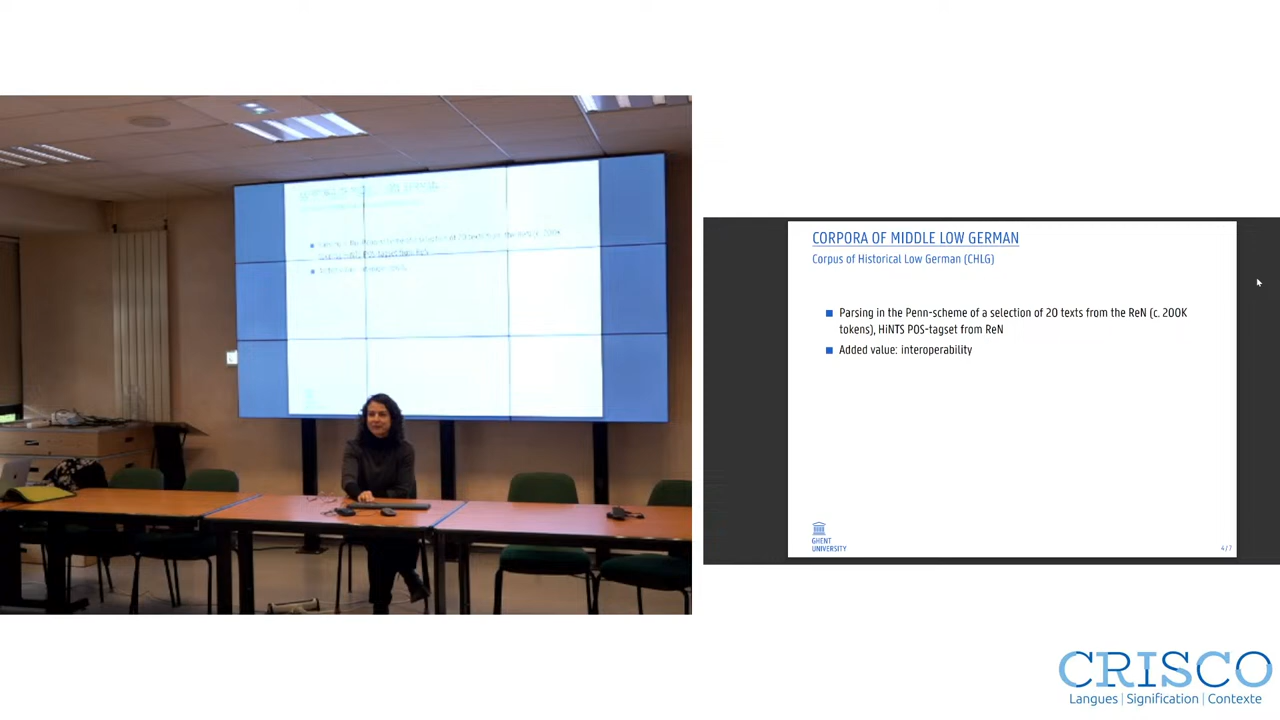 CORPORA OF MIDDLE LOW GERMAN
Corpus of Historical Low German (CHLG)
Parsing in the Penn-scheme of a selection of 20 texts from the ReN (c. 200K
tokens), HiNTS POS-tagset from ReN
Added value: interoperability
GHENT
UNIVERSITY
4 / 7
CRISCO
Langues | Signification | Contexte